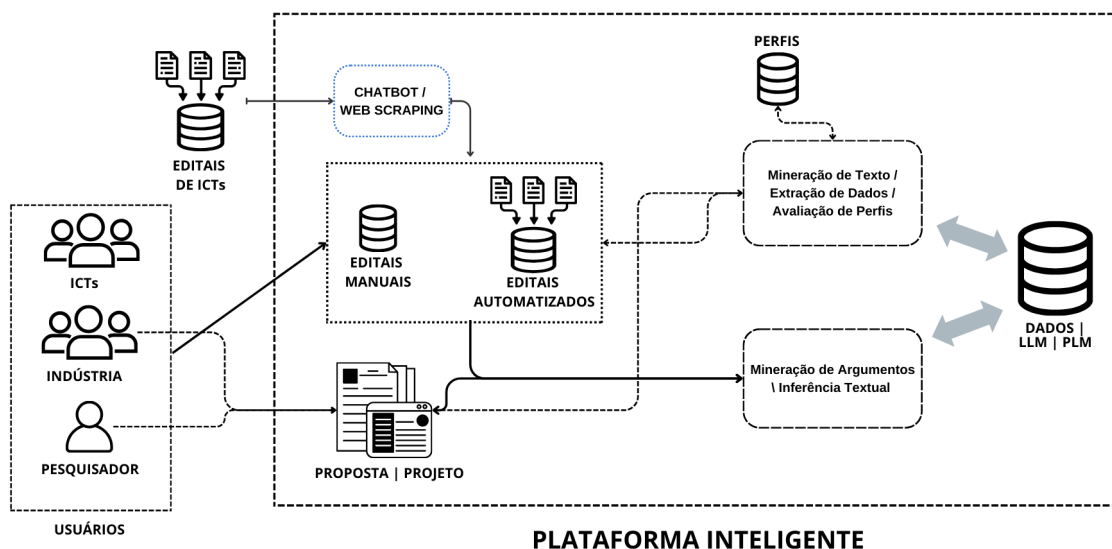 PERFIS
CHATBOT /
WEB SCRAPING
EDITAIS
DE ICTs
Mineração de Texto /
Extração de Dados /
Avaliação de Perfis
ICTs
EDITAIS
MANUAIS
EDITAIS
AUTOMATIZADOS
DADOS |
LLM | PLM
INDÚSTRIA
Mineração de Argumentos
\ Inferência Textual
PESQUISADOR
PROPOSTA | PROJETO
USUÁRIOS
PLATAFORMA INTELIGENTE